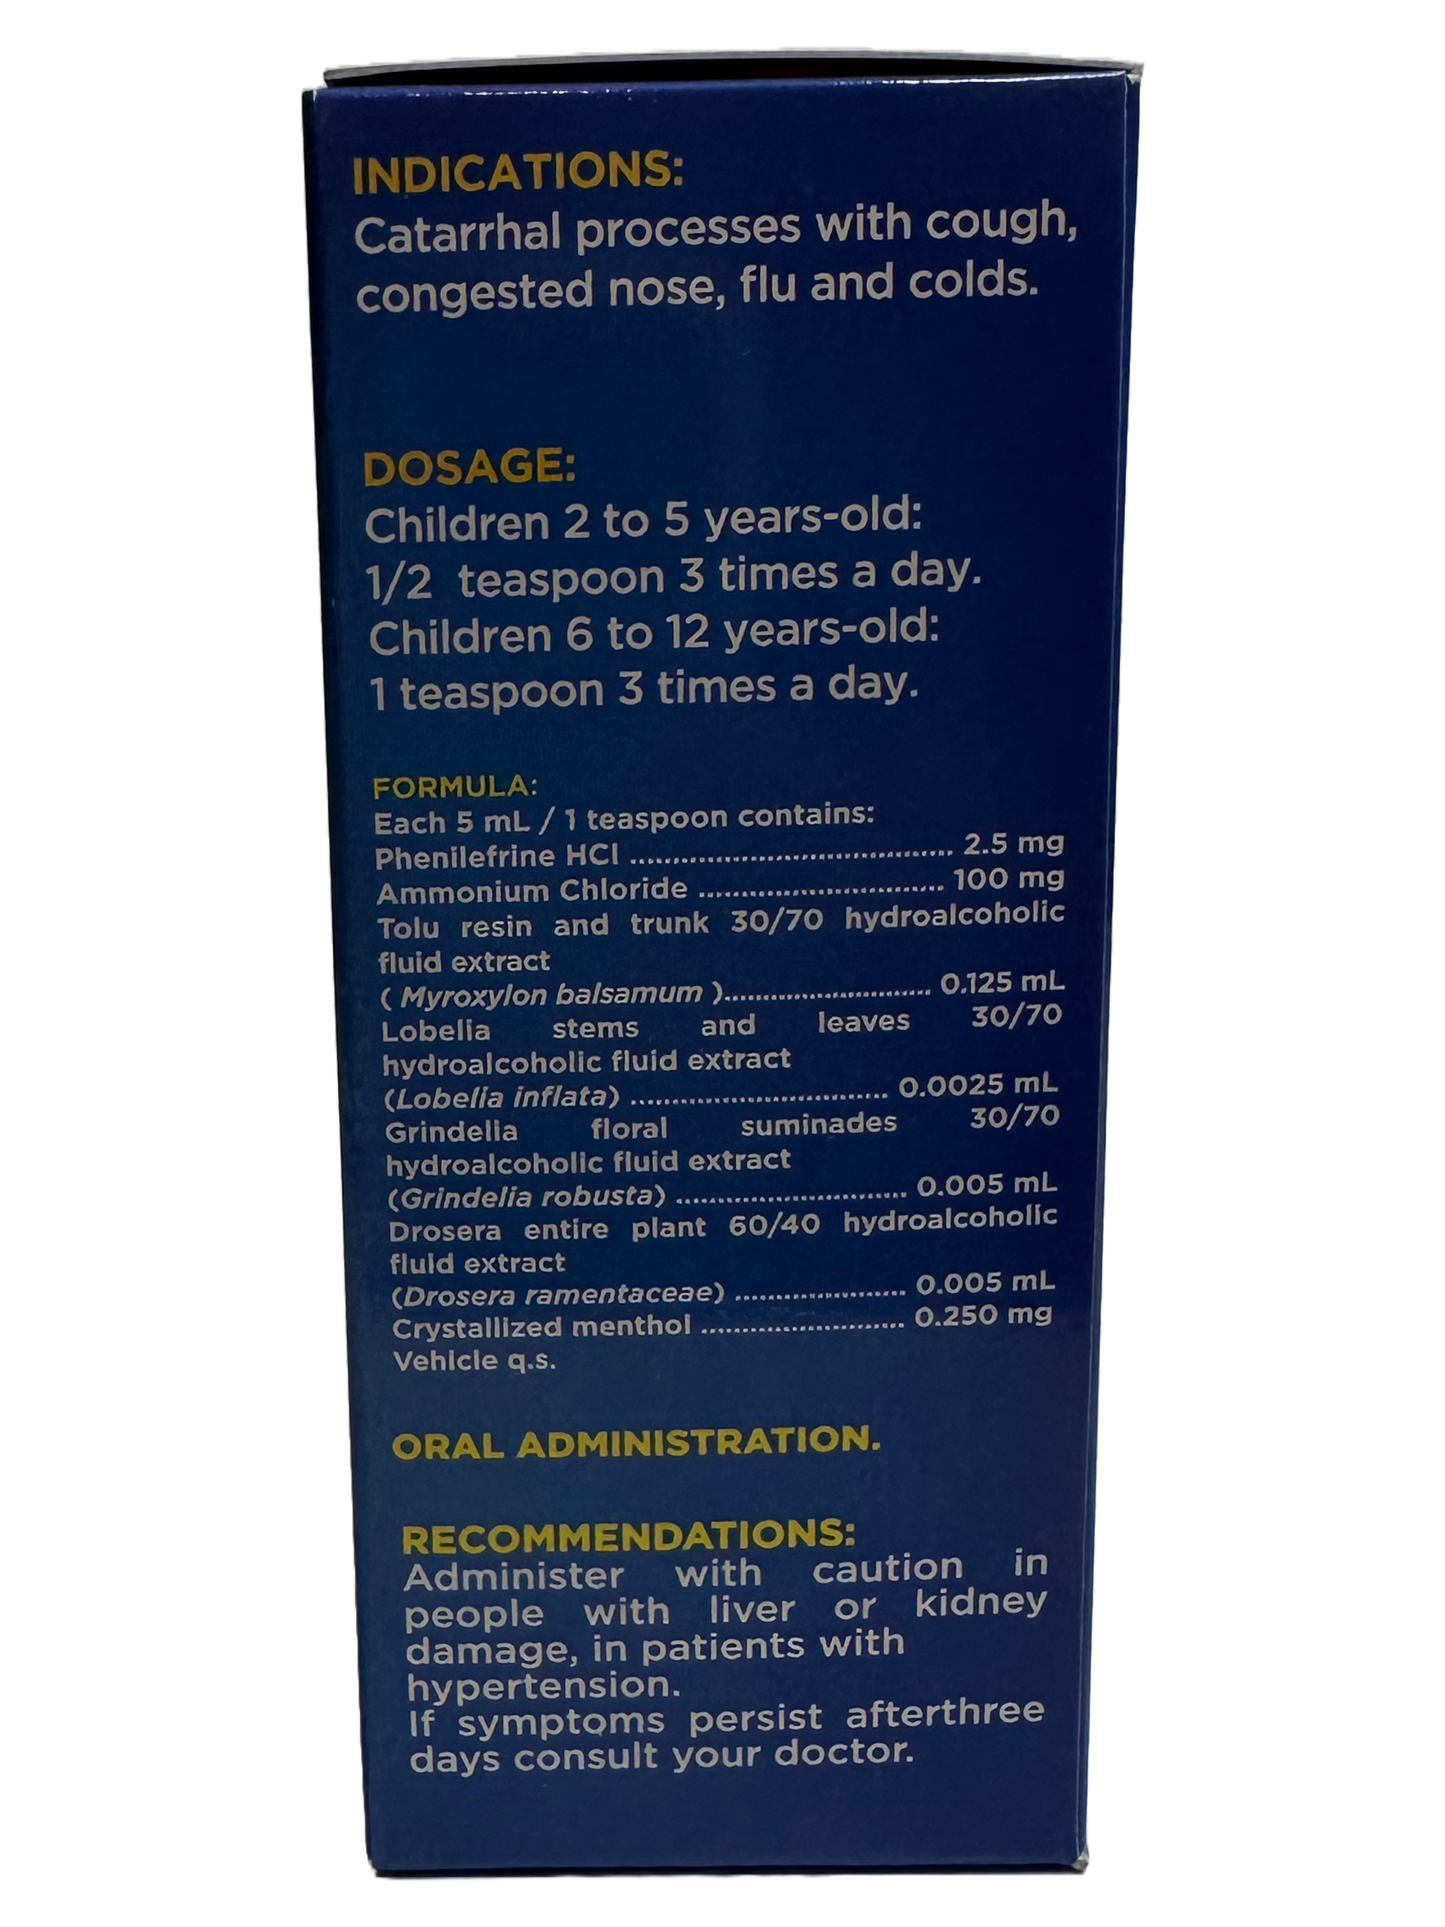 INDICATIONS:
Catarrhal processes with cough,
congested nose, flu and colds.
DOSAGE:
Children 2 to 5 years-old:
1/2 teaspoon 3 times a day.
Children 6 to 12 years-old:
1 teaspoon 3 times a day.
FORMULA:
Each 5 mL / 1 teaspoon contains:
Phenilefrine HCl ........................................ 2.5 mg
Ammonium Chloride .............................. 100 mg
Tolu resin and trunk 30/70 hydroalcoholic
fluid extract
( Myroxylon balsamum ).......................... 0.125 mL
Lobelia stems and leaves 30/70
hydroalcoholic fluid extract
(Lobelia inflata) ................................ 0.0025 mL
Grindelia floral suminades 30/70
hydroalcoholic fluid extract
(Grindelia robusta) ............................. 0.005 mL
Drosera entire plant 60/40 hydroalcoholic
fluid extract
(Drosera ramentaceae) ...................... 0.005 mL
Crystallized menthol .......................... 0.250 mg
Vehicle q.s.
ORAL ADMINISTRATION.
RECOMMENDATIONS:
Administer with caution in
people with liver or kidney
damage, in patients with
hypertension.
If symptoms persist afterthree
days consult your doctor.